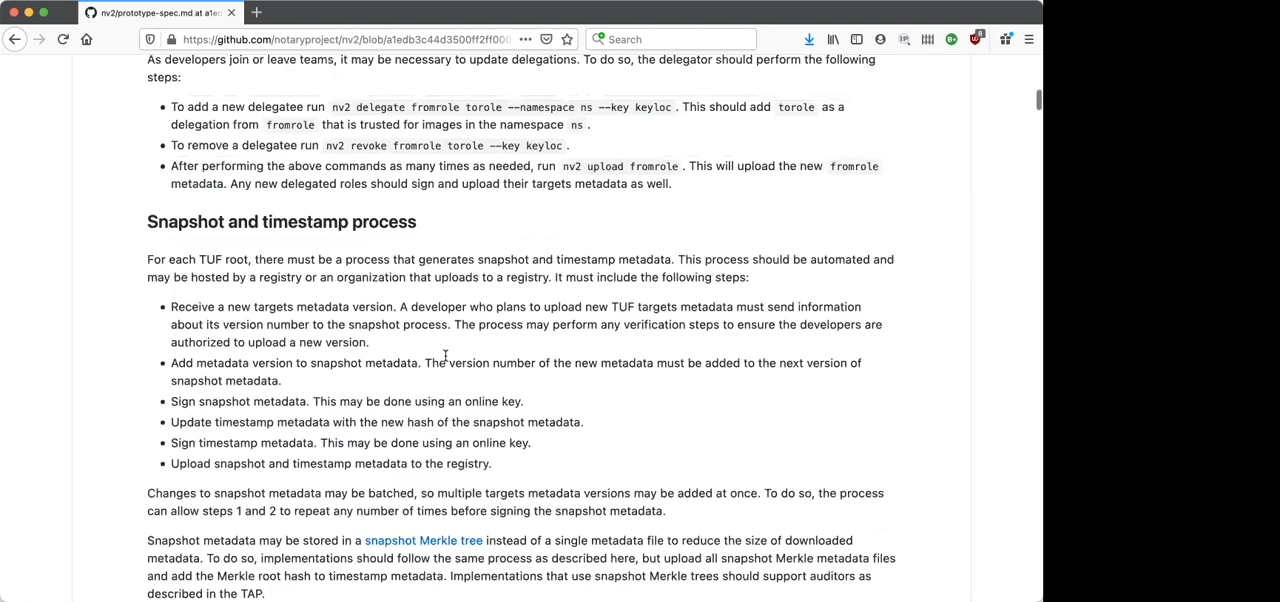 nv2/prototype-spec.md at a1ed
https://github.com/notaryproject/nv2/blob/a1edb3c44d3500ff2ff000
Search
8
As developers join or leave teams, it may be necessary to update delegations. To do so, the delegator should perform the following
steps:
• To add a new delegatee run nv2 delegate fromrole torole --namespace ns --key keyloc . This should add torole as a
delegation from fromrole that is trusted for images in the namespace ns .
• To remove a delegatee run nv2 revoke fromrole torole --key keyloc .
• After performing the above commands as many times as needed, run nv2 upload fromrole . This will upload the new fromrole
metadata. Any new delegated roles should sign and upload their targets metadata as well.
Snapshot and timestamp process
For each TUF root, there must be a process that generates snapshot and timestamp metadata. This process should be automated and
may be hosted by a registry or an organization that uploads to a registry. It must include the following steps:
• Receive a new targets metadata version. A developer who plans to upload new TUF targets metadata must send information
about its version number to the snapshot process. The process may perform any verification steps to ensure the developers are
authorized to upload a new version.
• Add metadata version to snapshot metadata. The version number of the new metadata must be added to the next version of
snapshot metadata.
• Sign snapshot metadata. This may be done using an online key.
• Update timestamp metadata with the new hash of the snapshot metadata.
• Sign timestamp metadata. This may be done using an online key.
• Upload snapshot and timestamp metadata to the registry.
Changes to snapshot metadata may be batched, so multiple targets metadata versions may be added at once. To do so, the process
can allow steps 1 and 2 to repeat any number of times before signing the snapshot metadata.
Snapshot metadata may be stored in a snapshot Merkle tree instead of a single metadata file to reduce the size of downloaded
metadata. To do so, implementations should follow the same process as described here, but upload all snapshot Merkle metadata files
and add the Merkle root hash to timestamp metadata. Implementations that use snapshot Merkle trees should support auditors as
described in the TAP.